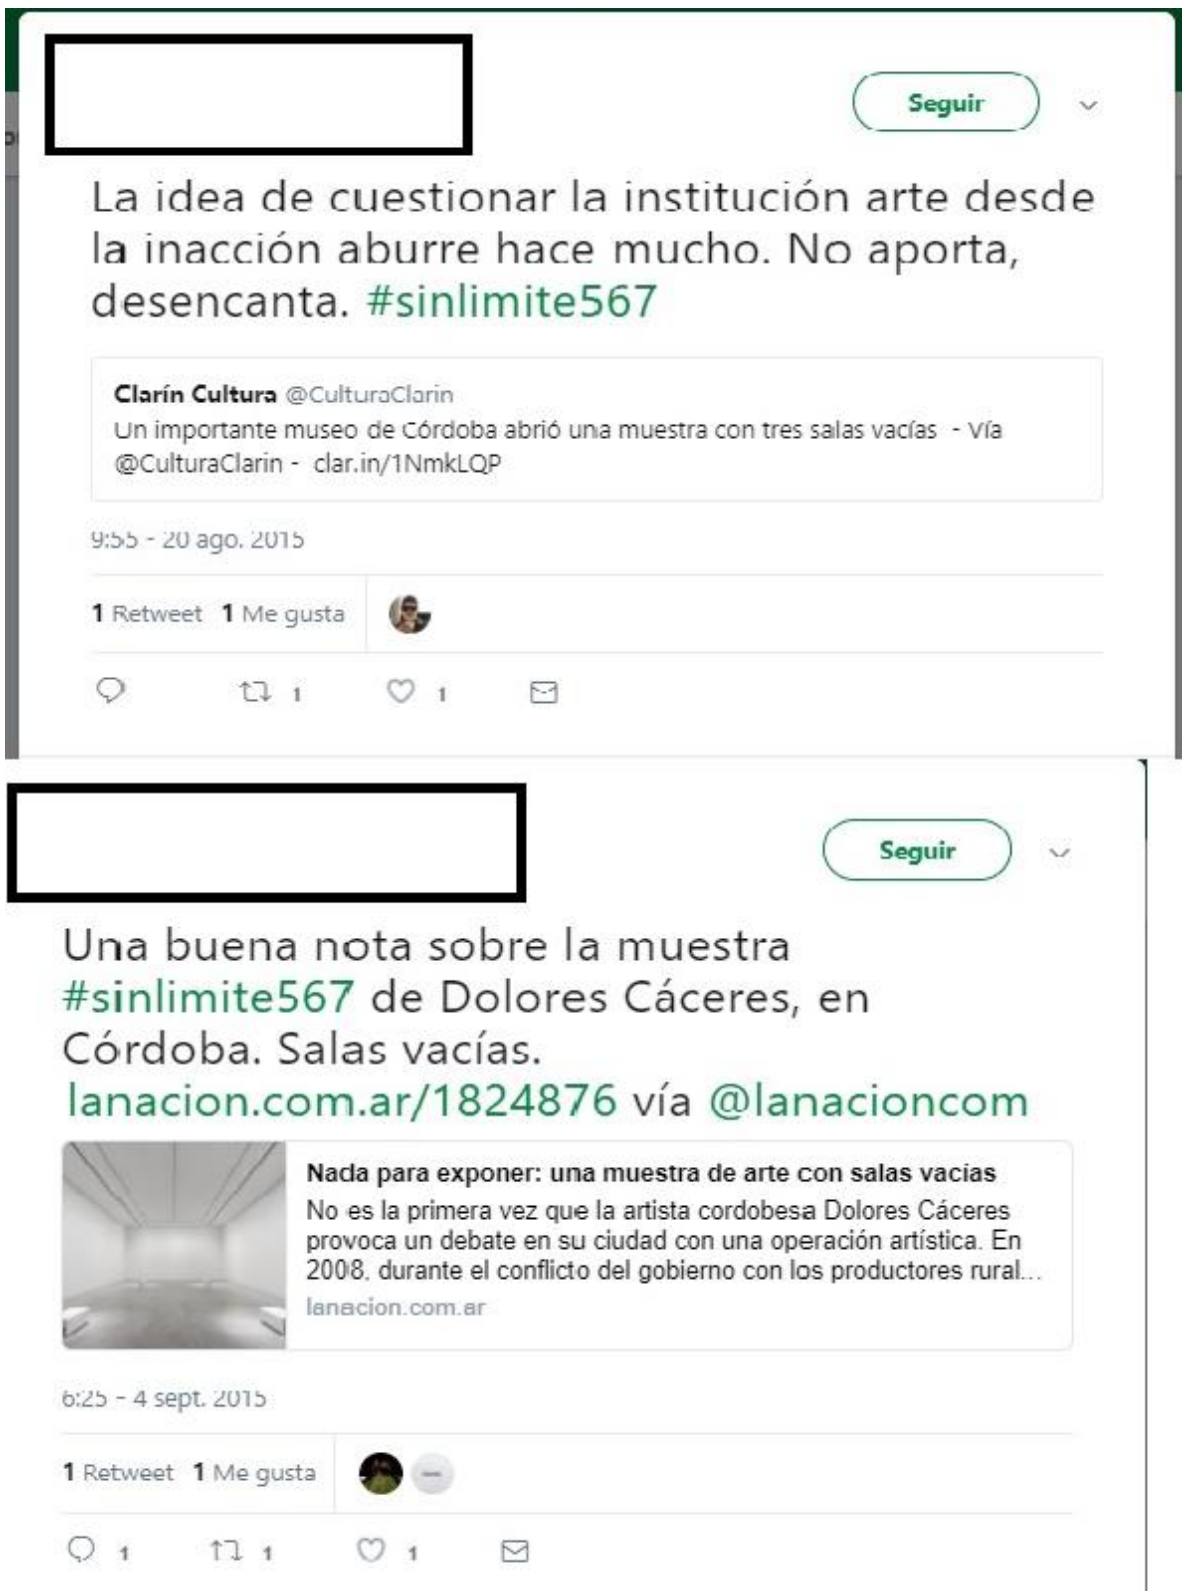 Seguir
La idea de cuestionar la institución arte desde
la inacción aburre hace mucho. No aporta,
desencanta. #sinlimite567
Clarín Cultura @CulturaClarin
Un importante museo de Córdoba abrió una muestra con tres salas vacías - Vía
@CulturaClarin - clar.in/1NmkLQP
9:55 - 20 ago. 2015
1 Retweet 1 Me gusta
1 1
Seguir
Una buena nota sobre la muestra
#sinlimite567 de Dolores Cáceres, en
Córdoba. Salas vacías.
lanacion.com.ar/1824876 vía @lanacioncom
Nada para exponer: una muestra de arte con salas vacías
No es la primera vez que la artista cordobesa Dolores Cáceres
provoca un debate en su ciudad con una operación artística. En
2008, durante el conflicto del gobierno con los productores rural...
lanacion.com.ar
6:25 - 4 sept. 2015
1 Retweet 1 Me gusta
1 1 1